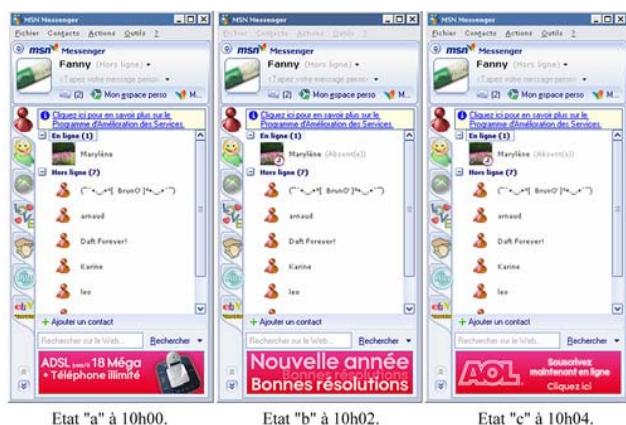 MSN Messenger
Fichier Contacts Actions Outils ?
msn Messenger
Fanny (Hors ligne)
<Tapez votre message perso>
(2) Mon espace perso M...
Cliquez ici pour en savoir plus sur le
Programme d'Amélioration des Services.
En ligne (1)
Marylène
Hors ligne (7)
arnaud
Daft Forever!
Karine
leo
Ajouter un contact
Rechercher sur le Web... Rechercher
ADSL 18 Méga
+ Téléphone illimité
Etat "a" à 10h00.
MSN Messenger
Fichier Contacts Actions Outils ?
msn Messenger
Fanny (Hors ligne)
<Tapez votre message perso>
(2) Mon espace perso M...
Cliquez ici pour en savoir plus sur le
Programme d'Amélioration des Services.
En ligne (1)
Marylène (Absent(e))
Hors ligne (7)
arnaud
Daft Forever!
Karine
leo
Ajouter un contact
Rechercher sur le Web... Rechercher
Nouvelle année
Bonnes résolutions
Bonnes résolutions
Etat "b" à 10h02.
MSN Messenger
Fichier Contacts Actions Outils ?
msn Messenger
Fanny (Hors ligne)
<Tapez votre message perso>
(2) Mon espace perso M...
Cliquez ici pour en savoir plus sur le
Programme d'Amélioration des Services.
En ligne (1)
Marylène (Absent(e))
Hors ligne (7)
arnaud
Daft Forever!
Karine
leo
Ajouter un contact
Rechercher sur le Web... Rechercher
AOL
Souscrivez
maintenant en ligne
Cliquez ici
Etat "c" à 10h04.